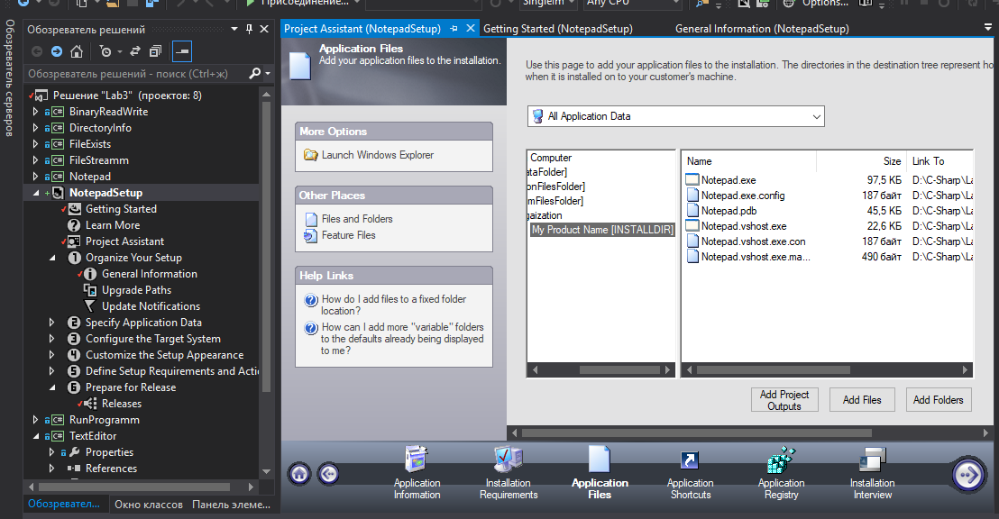 Присоединение...
SingleIm
Any CPU
Options...
Обозреватель серверов
Обозреватель решений
Обозреватель решений - поиск (Ctrl+ж)
Решение "Lab3" (проектов: 8)
BinaryReadWrite
DirectoryInfo
FileExists
FileStreamm
Notepad
NotepadSetup
Getting Started
Learn More
Project Assistant
1 Organize Your Setup
General Information
Upgrade Paths
Update Notifications
2 Specify Application Data
3 Configure the Target System
4 Customize the Setup Appearance
5 Define Setup Requirements and Actio
6 Prepare for Release
Releases
RunProgramm
TextEditor
Properties
References
Обозревател...
Окно классов
Панель элеме...
Project Assistant (NotepadSetup)
Getting Started (NotepadSetup)
General Information (NotepadSetup)
Application Files
Add your application files to the installation.
More Options
Launch Windows Explorer
Other Places
Files and Folders
Feature Files
Help Links
How do I add files to a fixed folder
location?
How can I add more "variable" folders
to the defaults already being displayed
to me?
Use this page to add your application files to the installation. The directories in the destination tree represent ho
when it is installed on to your customer's machine.
All Application Data
Computer
ataFolder]
onFilesFolder]
mFilesFolder]
gaization
My Product Name [INSTALLDIR]
Name Size Link To
Notepad.exe 97,5 КБ D:\C-Sharp\La
Notepad.exe.config 187 байт D:\C-Sharp\La
Notepad.pdb 45,5 КБ D:\C-Sharp\La
Notepad.vshost.exe 22,6 КБ D:\C-Sharp\La
Notepad.vshost.exe.con 187 байт D:\C-Sharp\La
Notepad.vshost.exe.ma... 490 байт D:\C-Sharp\La
Add Project
Outputs
Add Files
Add Folders
Application
Information
Installation
Requirements
Application
Files
Application
Shortcuts
Application
Registry
Installation
Interview